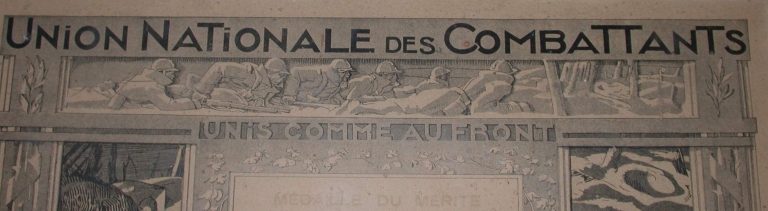 UNION NATIONALE DES COMBATTANTS
UNIS COMME AU FRONT
MEDAILLE DU MERITE